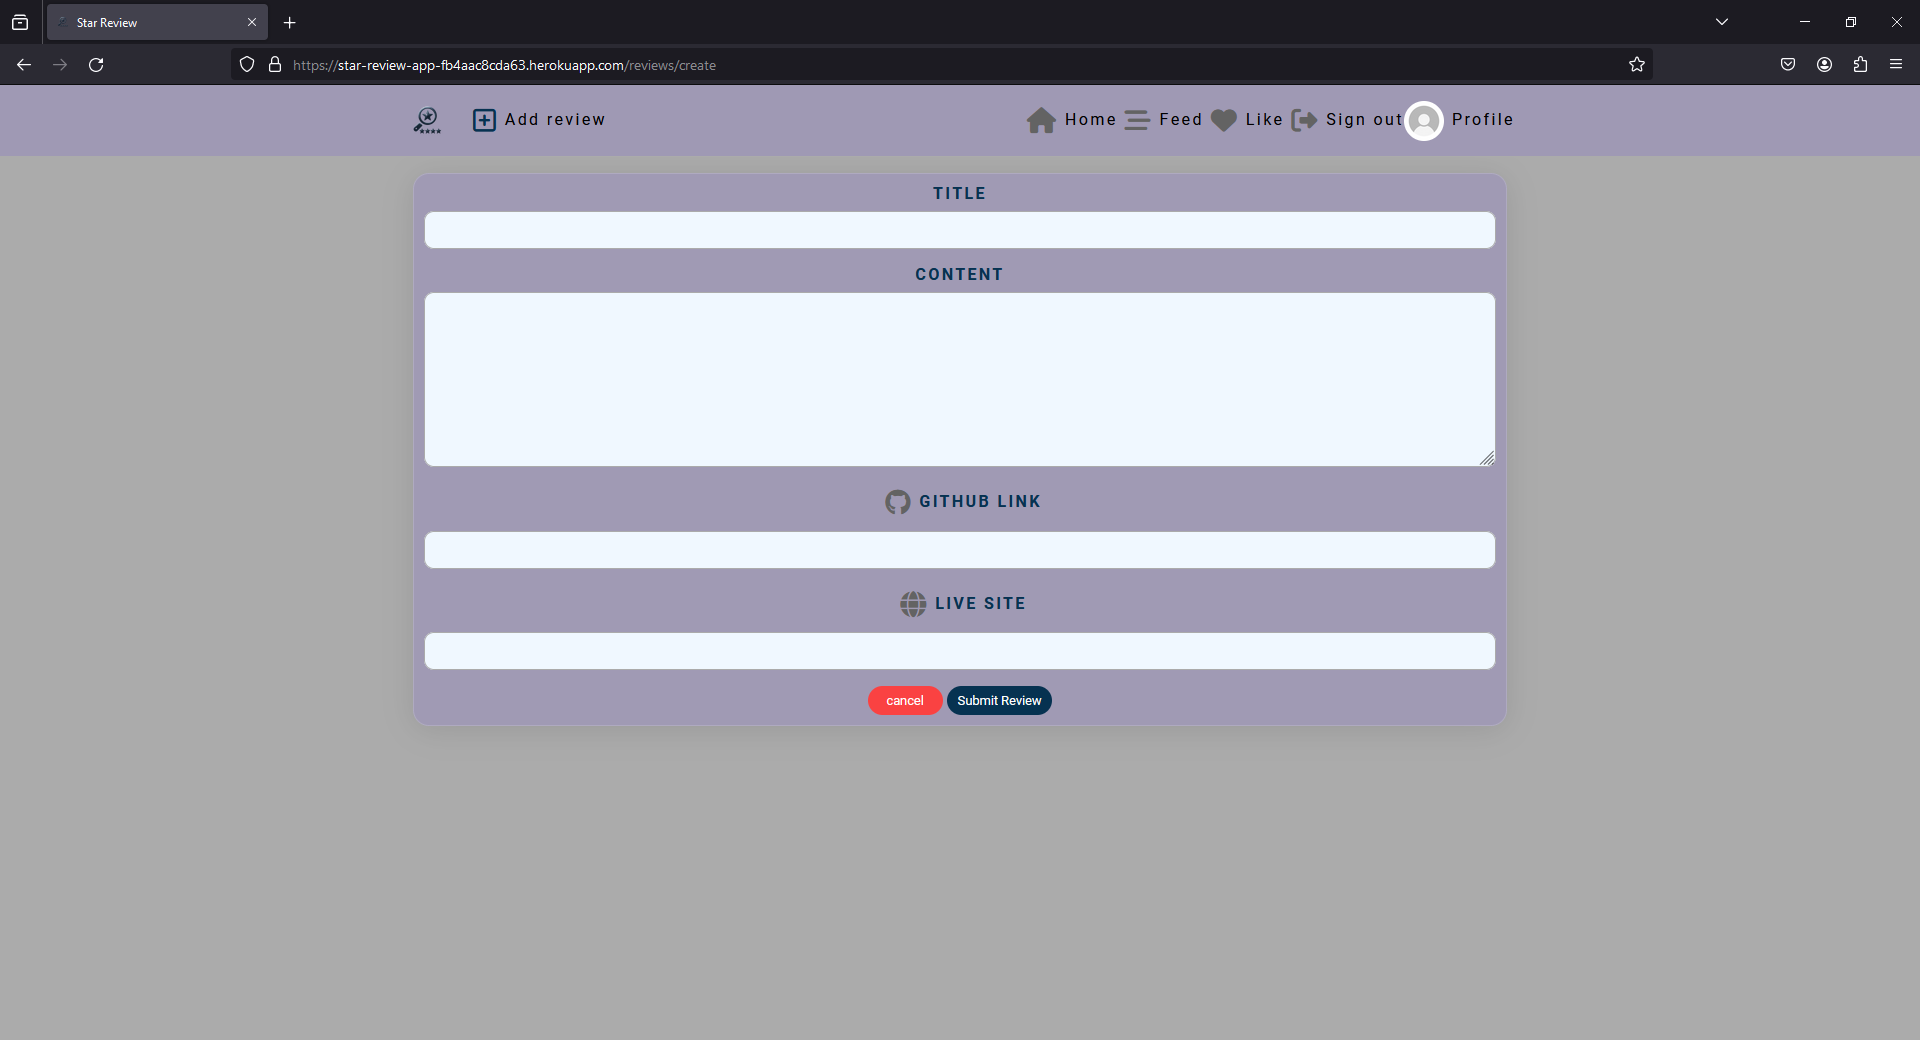 Star Review
https://star-review-app-fb4aac8cda63.herokuapp.com/reviews/create
Add review
Home Feed Like Sign out Profile
TITLE
CONTENT
GITHUB LINK
LIVE SITE
cancel Submit Review